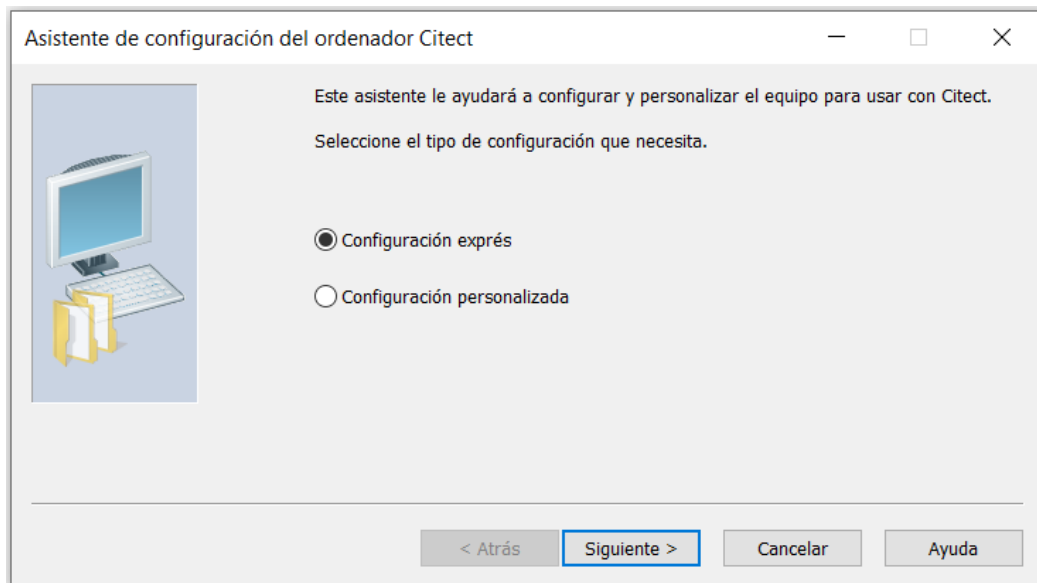 Asistente de configuración del ordenador Citect
Este asistente le ayudará a configurar y personalizar el equipo para usar con Citect.
Seleccione el tipo de configuración que necesita.
Configuración exprés
Configuración personalizada
< Atrás
Siguiente >
Cancelar
Ayuda